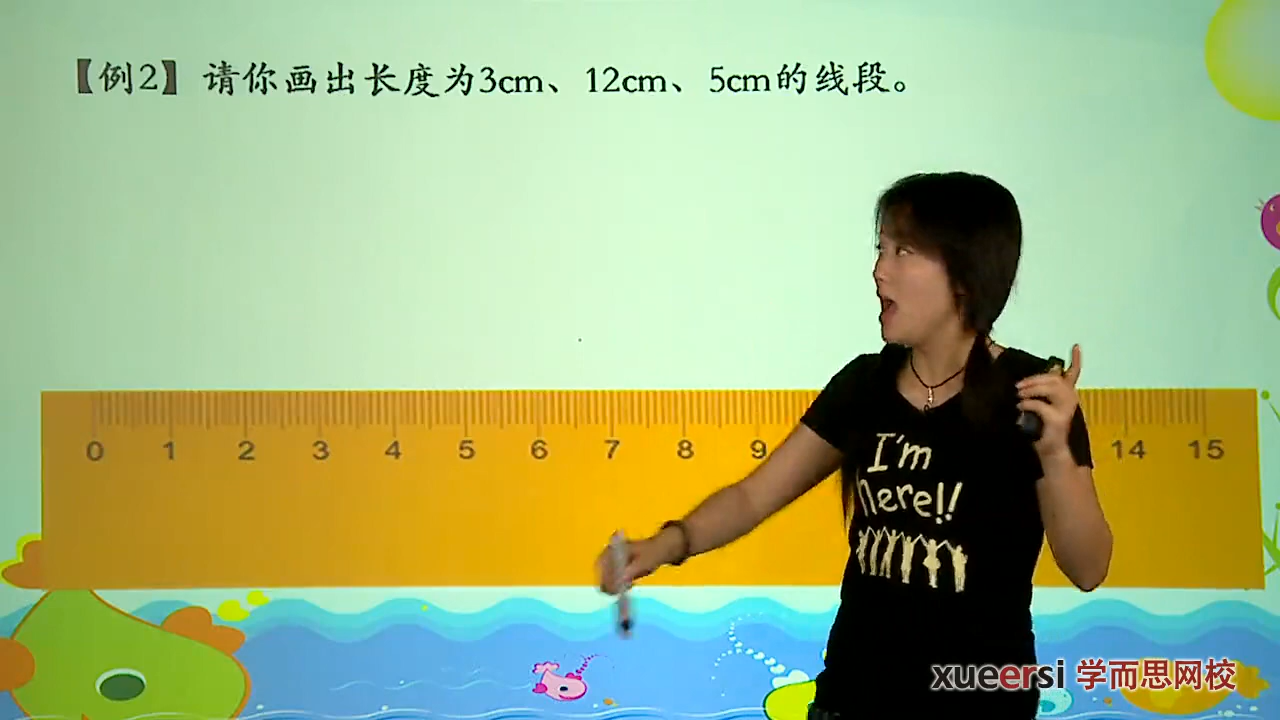 【例2】 请你画出长度为3cm、12cm、5cm的线段。
0 1 2 3 4 5 6 7 8 9 14 15
I'm
here!!
xueersi 学而思网校